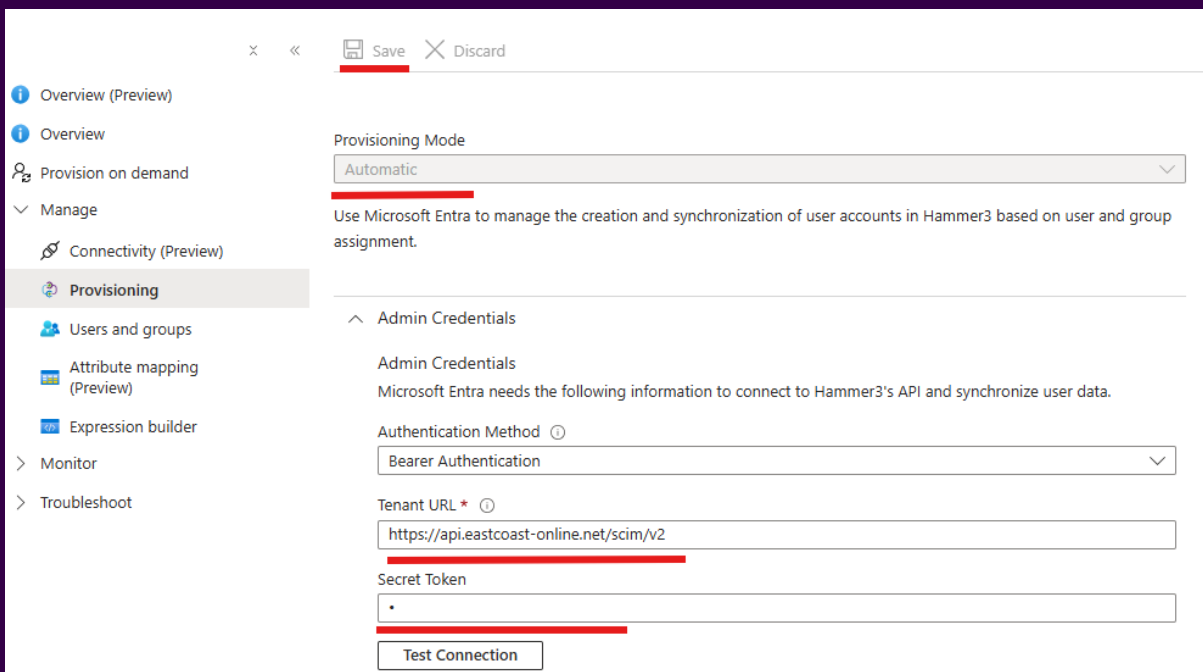 Save Discard
Overview (Preview)
Overview
Provision on demand
Manage
Connectivity (Preview)
Provisioning
Users and groups
Attribute mapping
(Preview)
Expression builder
Monitor
Troubleshoot
Provisioning Mode
Automatic
Use Microsoft Entra to manage the creation and synchronization of user accounts in Hammer3 based on user and group
assignment.
Admin Credentials
Admin Credentials
Microsoft Entra needs the following information to connect to Hammer3's API and synchronize user data.
Authentication Method
Bearer Authentication
Tenant URL *
https://api.eastcoast-online.net/scim/v2
Secret Token
•
Test Connection